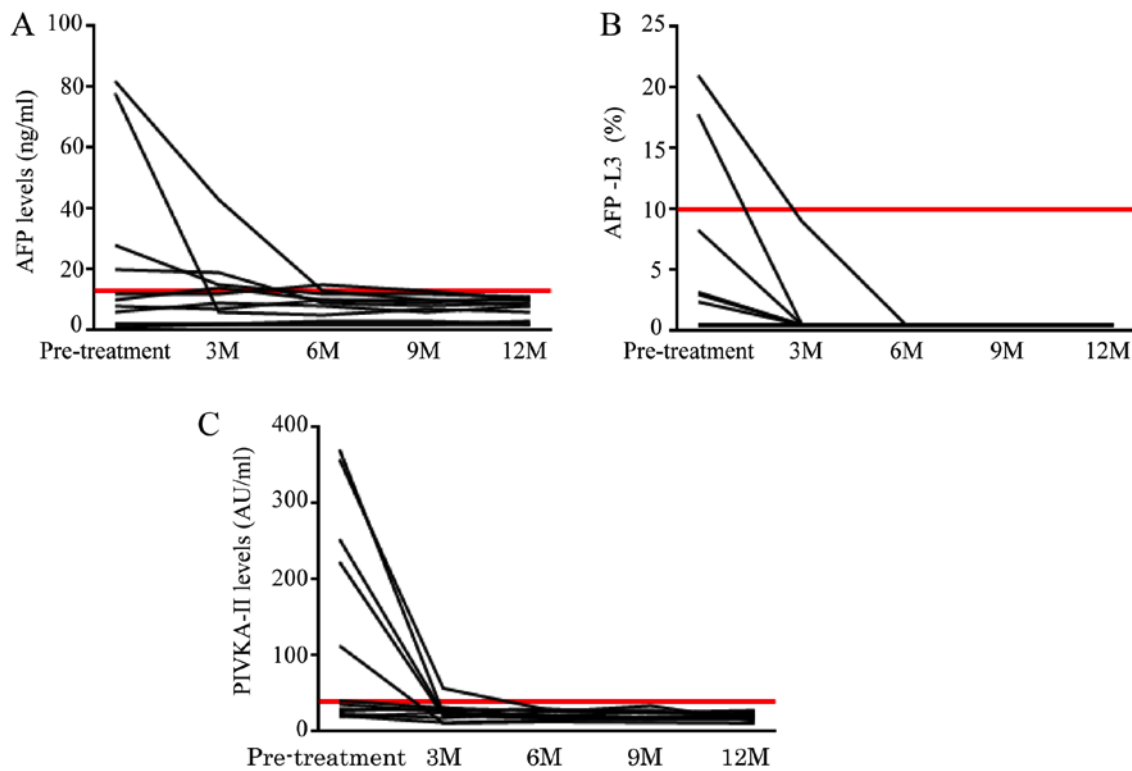 A
AFP levels (ng/ml)
100
80
60
40
20
0
Pre-treatment 3M 6M 9M 12M
B
AFP -L3 (%)
25
20
15
10
5
0
Pre-treatment 3M 6M 9M 12M
C
PIVKA-II levels (AU/ml)
400
300
200
100
0
Pre-treatment 3M 6M 9M 12M